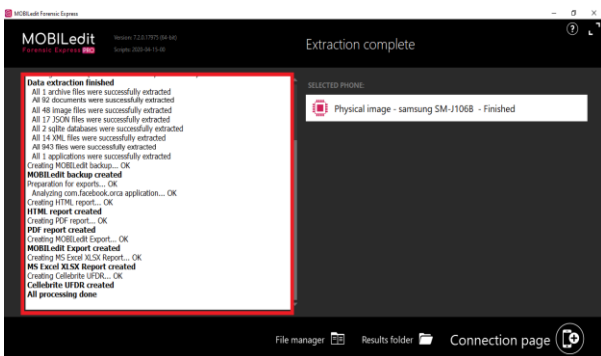 MOBILedit Forensic Express
MOBILedit
Forensic Express PRO
Version: 7.2.0.17975 (64-bit)
Scripts: 2020-04-15-00
Extraction complete
Data extraction finished
All 1 archive files were successfully extracted
All 92 documents were suscessfully extracted
All 48 image files were successfully extracted
All 17 JSON files were successfully extracted
All 2 sqlite databases were successfully extracted
All 14 XML files were successfully extracted
All 943 files were successfully extracted
All 1 applications were successfully extracted
Creating MOBILedit backup... OK
MOBILedit backup created
Preparation for exports... OK
Analyzing com.facebook.orca application... OK
Creating HTML report... OK
HTML report created
Creating PDF report... OK
PDF report created
Creating MOBILedit Export... OK
MOBILedit Export created
Creating MS Excel XLSX Report... OK
MS Excel XLSX Report created
Creating Cellebrite UFDR... OK
Cellebrite UFDR created
All processing done
SELECTED PHONE:
Physical image - samsung SM-J106B - Finished
File manager
Results folder
Connection page